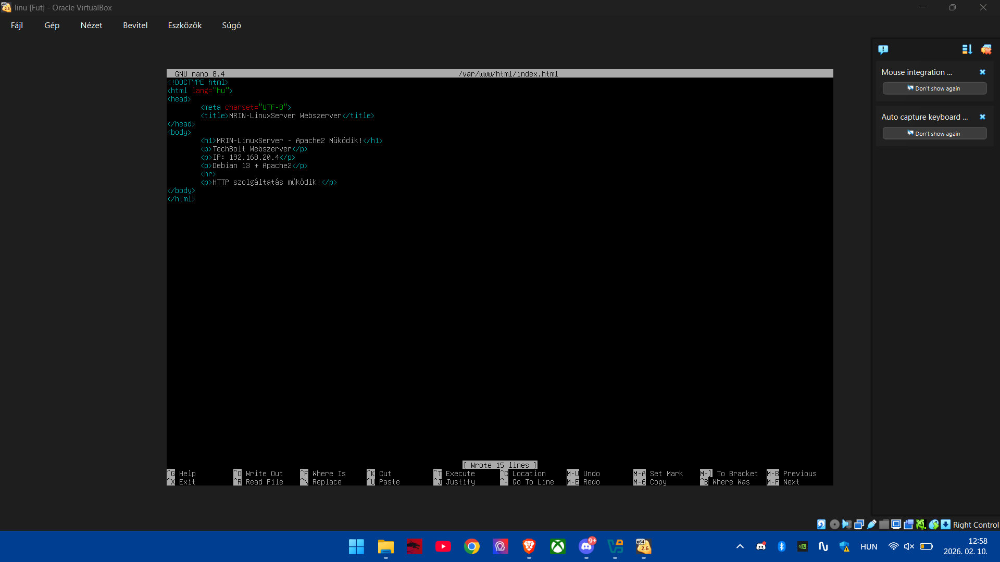 linu [Fut] - Oracle VirtualBox
Fájl Gép Nézet Bevitel Eszközök Súgó
GNU nano 8.4 /var/www/html/index.html
<!DOCTYPE html>
<html lang="hu">
<head>
<meta charset="UTF-8">
<title>MRIN-LinuxServer Webszerver</title>
</head>
<body>
<h1>MRIN-LinuxServer - Apache2 Müködik!</h1>
<p>TechBolt Webszerver</p>
<p>IP: 192.168.20.4</p>
<p>Debian 13 + Apache2</p>
<hr>
<p>HTTP szolgáltatás müködik!</p>
</body>
</html>
[ Wrote 15 lines ]
^G Help ^O Write Out ^F Where Is ^K Cut ^T Execute ^C Location M-U Undo M-A Set Mark M-] To Bracket M-B Previous
^X Exit ^R Read File ^\ Replace ^U Paste ^J Justify ^- Go To Line M-E Redo M-6 Copy ^B Where Was M-F Next
Mouse integration ...
Don't show again
Auto capture keyboard ...
Don't show again
Right Control
9+
x64
2.6
HUN
12:58
2026. 02. 10.